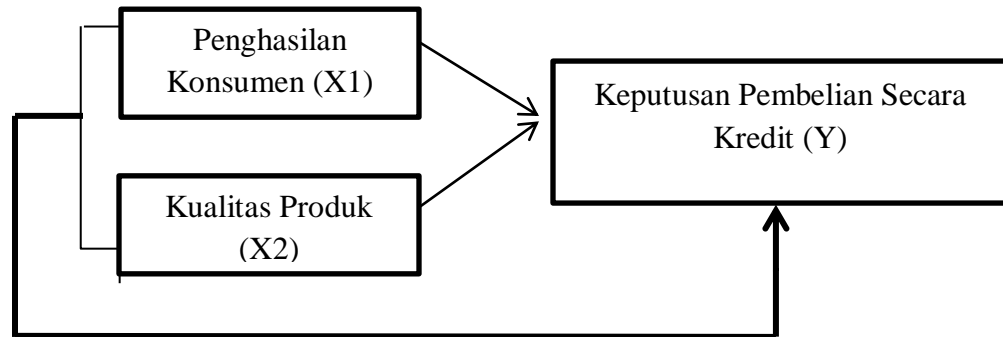 Penghasilan
Konsumen (X1)
Keputusan Pembelian Secara
Kredit (Y)
Kualitas Produk
(X2)